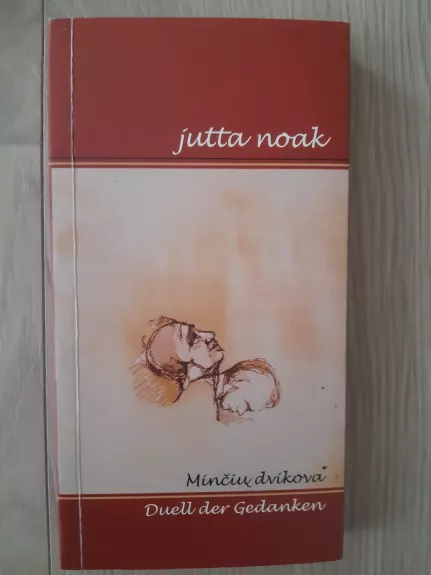 jutta noak
Minčių dvikova
Duell der Gedanken